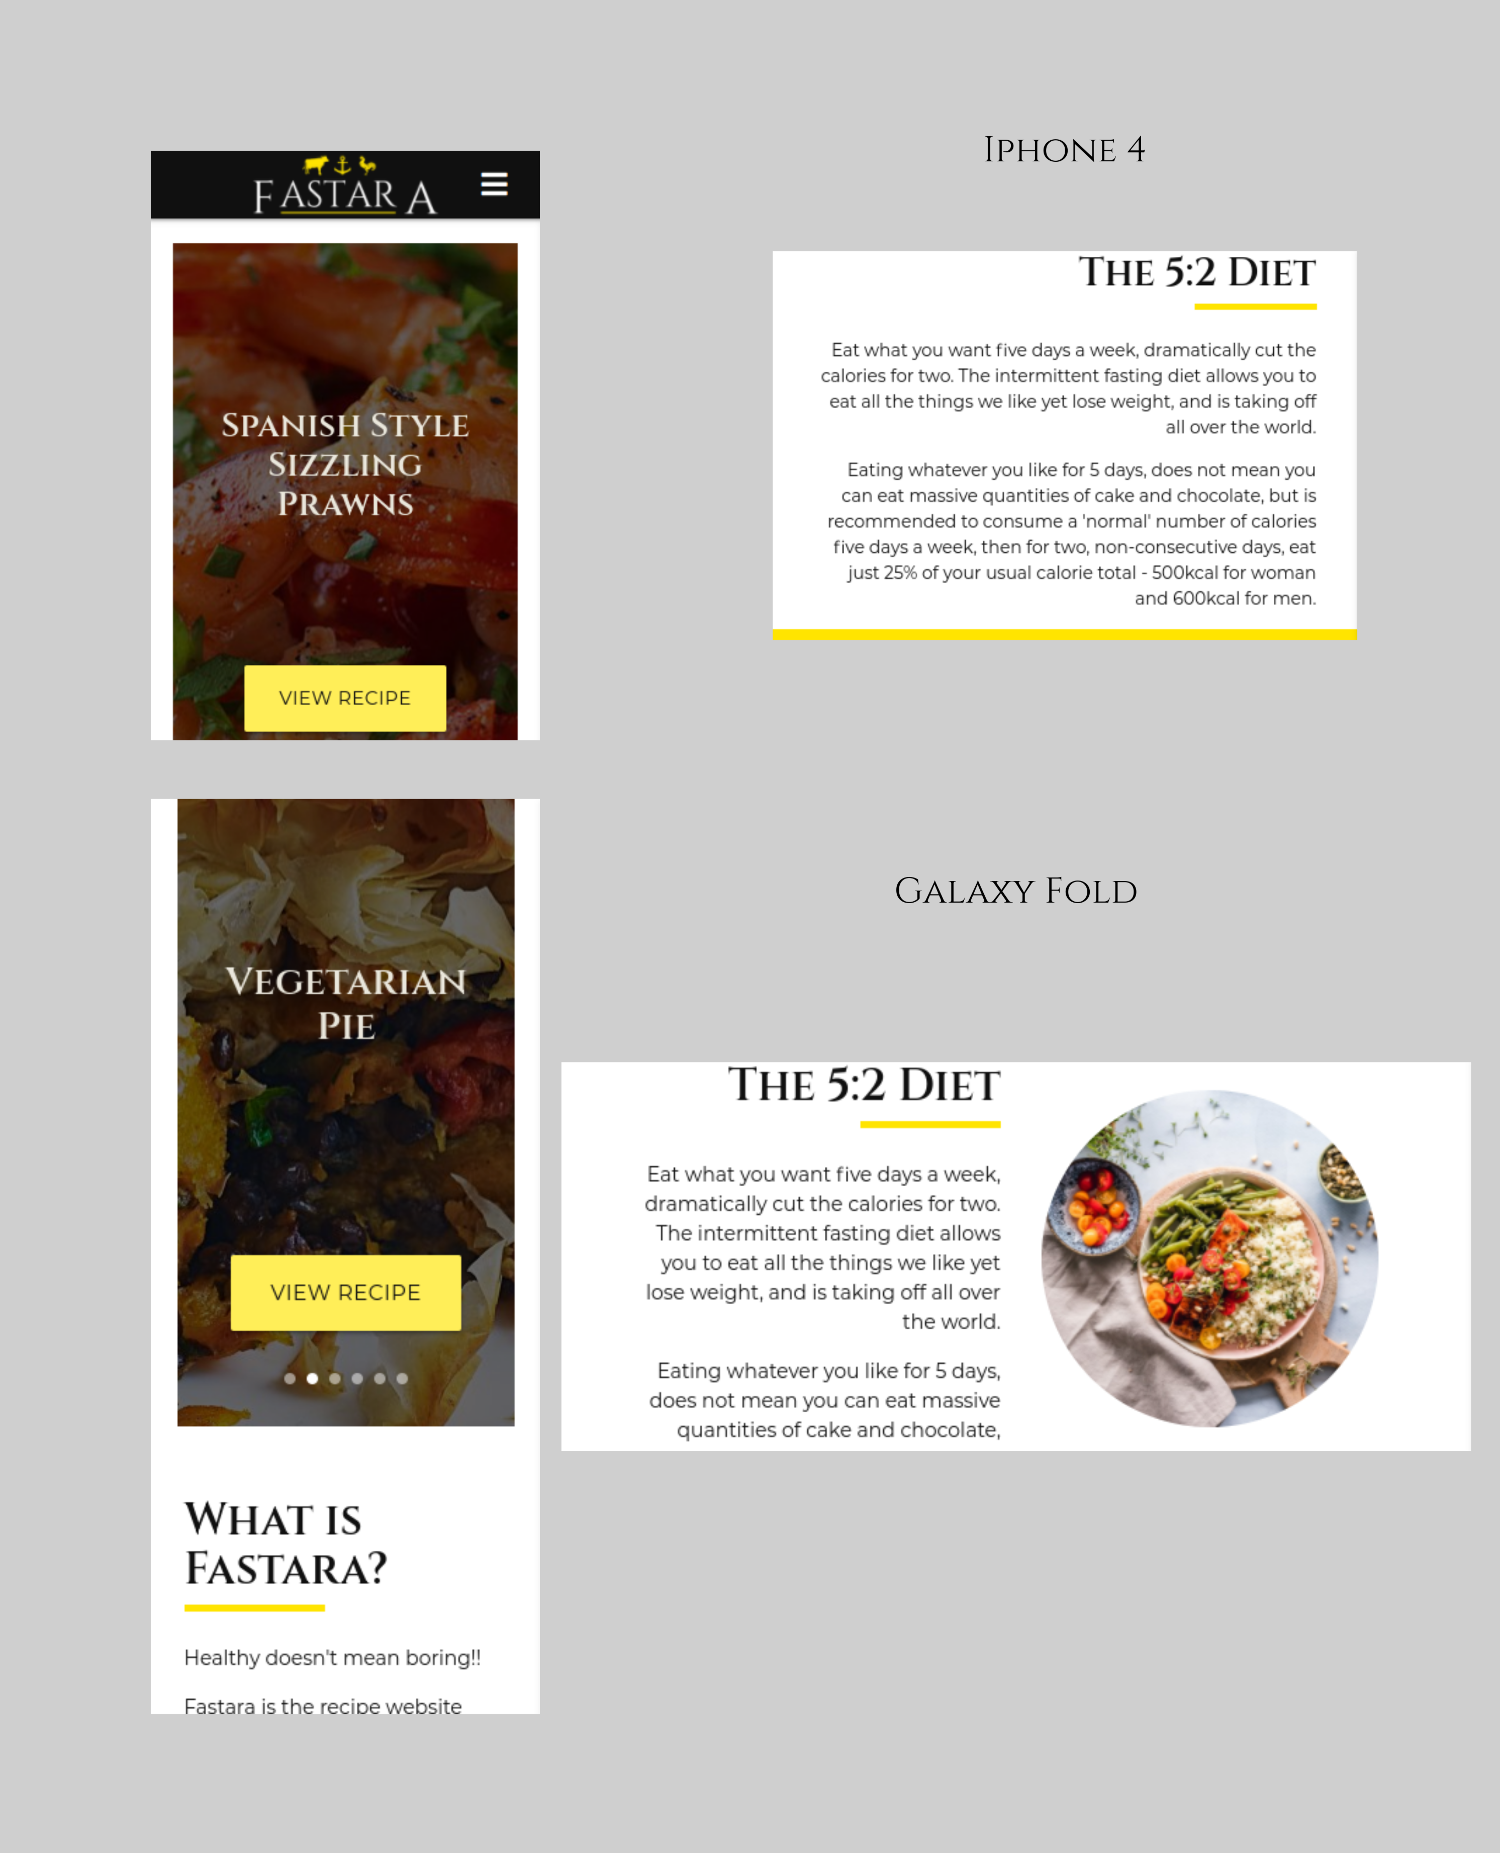 FASTARA
SPANISH STYLE
SIZZLING
PRAWNS
VIEW RECIPE
IPHONE 4
THE 5:2 DIET
Eat what you want five days a week, dramatically cut the
calories for two. The intermittent fasting diet allows you to
eat all the things we like yet lose weight, and is taking off
all over the world.
Eating whatever you like for 5 days, does not mean you
can eat massive quantities of cake and chocolate, but is
recommended to consume a 'normal' number of calories
five days a week, then for two, non-consecutive days, eat
just 25% of your usual calorie total - 500kcal for woman
and 600kcal for men.
VEGETARIAN
PIE
VIEW RECIPE
WHAT IS
FASTARA?
Healthy doesn't mean boring!!
Fastara is the recipe website
GALAXY FOLD
THE 5:2 DIET
Eat what you want five days a week,
dramatically cut the calories for two.
The intermittent fasting diet allows
you to eat all the things we like yet
lose weight, and is taking off all over
the world.
Eating whatever you like for 5 days,
does not mean you can eat massive
quantities of cake and chocolate,